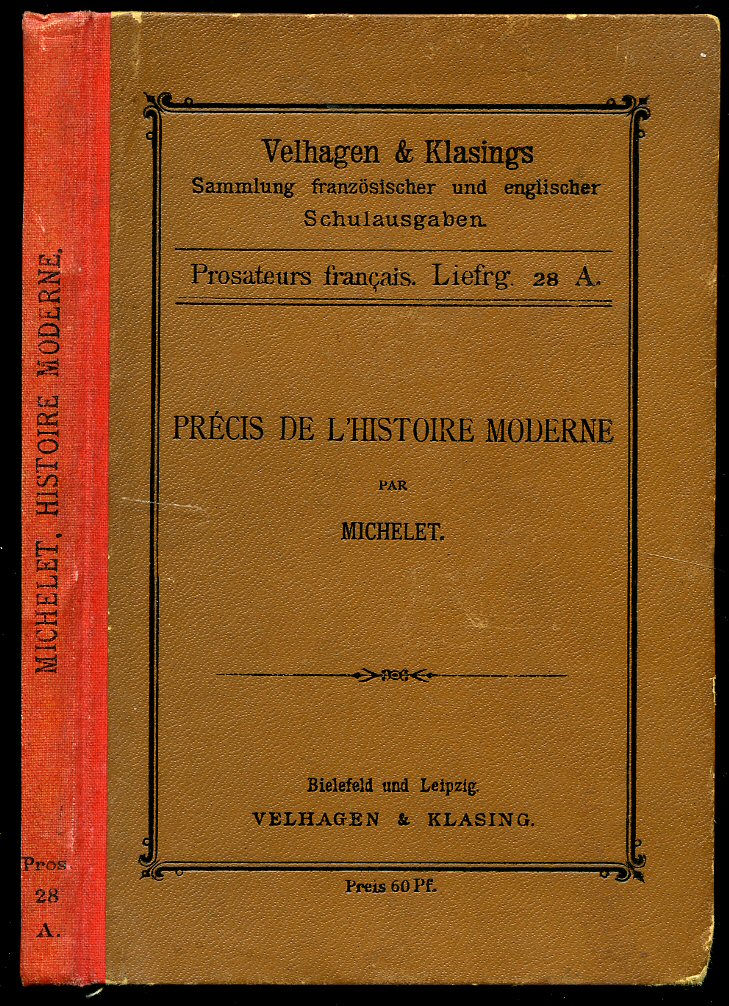 Velhagen & Klasings
Sammlung französischer und englischer
Schulausgaben.
Prosateurs français. Liefrg. 28 A.
PRÉCIS DE L'HISTOIRE MODERNE
PAR
MICHELET.
Bielefeld und Leipzig.
VELHAGEN & KLASING.
Preis 60 Pf.
MICHELET, HISTOIRE MODERNE.
Pros.
28
A.